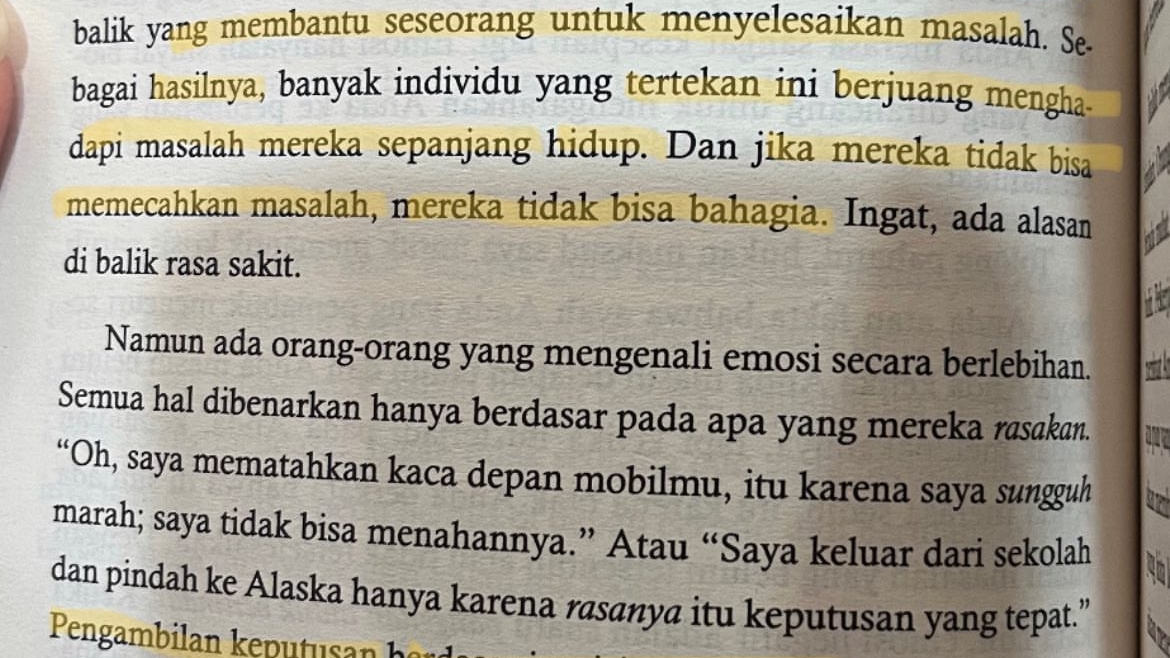 balik yang membantu seseorang untuk menyelesaikan masalah. Se-
bagai hasilnya, banyak individu yang tertekan ini berjuang mengha-
dapi masalah mereka sepanjang hidup. Dan jika mereka tidak bisa
memecahkan masalah, mereka tidak bisa bahagia. Ingat, ada alasan
di balik rasa sakit.
Namun ada orang-orang yang mengenali emosi secara berlebihan.
Semua hal dibenarkan hanya berdasar pada apa yang mereka rasakan.
“Oh, saya mematahkan kaca depan mobilmu, itu karena saya sungguh
marah; saya tidak bisa menahannya.” Atau “Saya keluar dari sekolah
dan pindah ke Alaska hanya karena rasanya itu keputusan yang tepat.”
Pengambilan keputusan